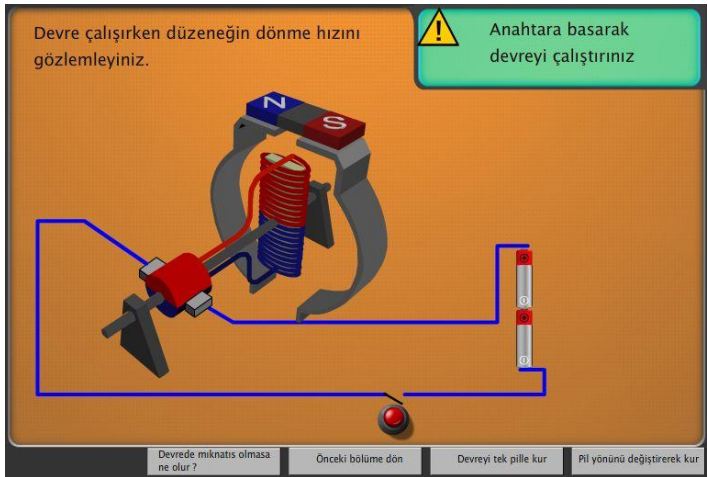 Devre çalışırken düzeneğin dönme hızını
gözlemleyiniz.
Anahtara basarak
devreyi çalıştırınız
N
S
Devrede mıknatıs olmasa
ne olur ?
Önceki bölüme dön
Devreyi tek pille kur
Pil yönünü değiştirerek kur